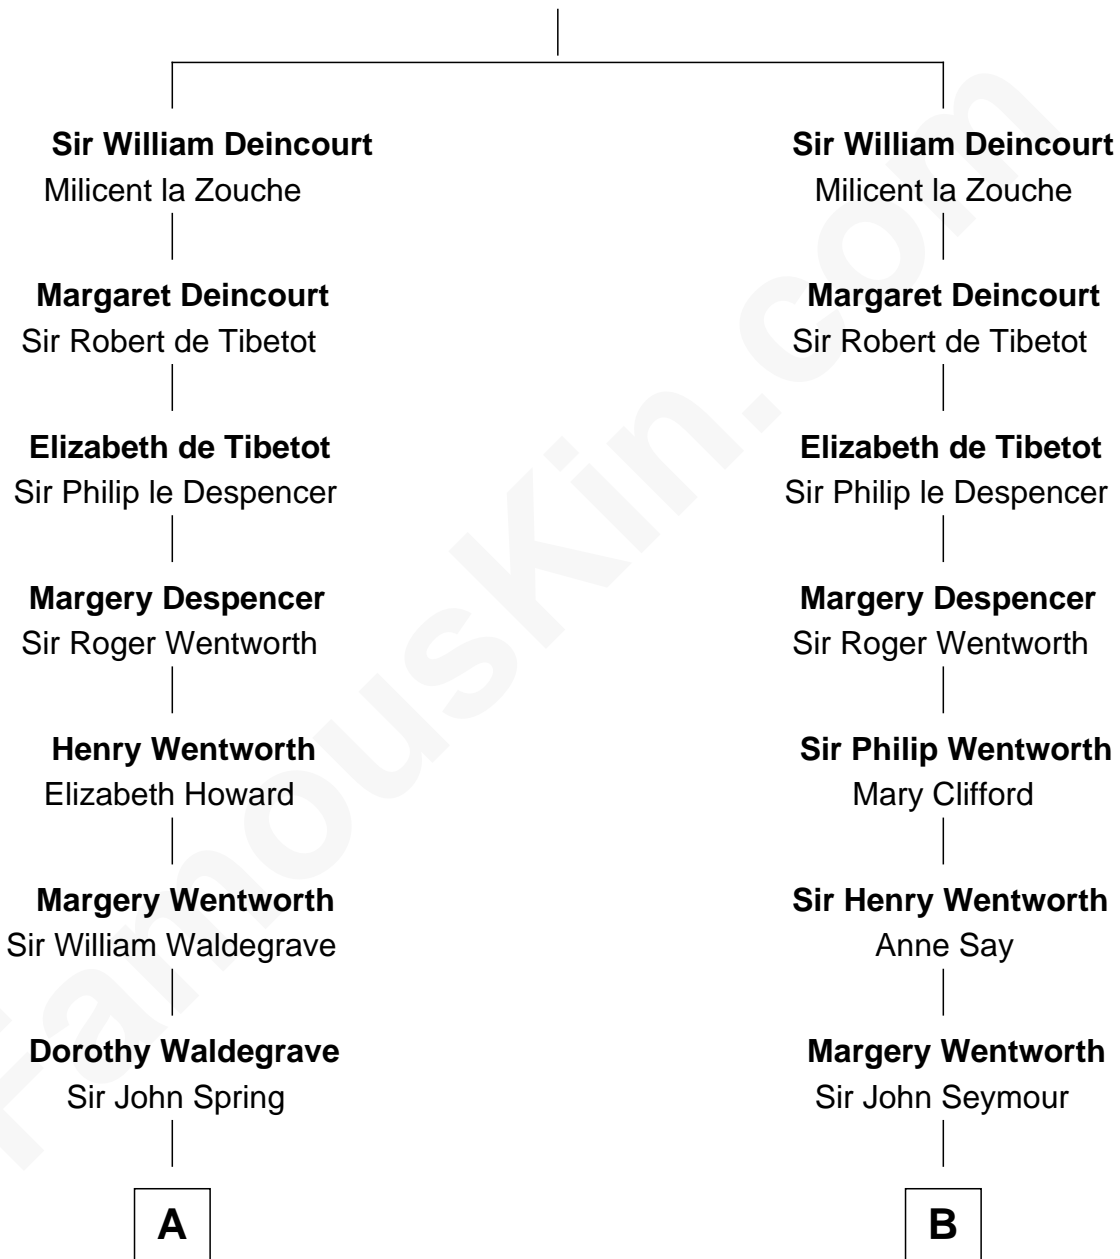 Sir William Deincourt
Milicent la Zouche
Margaret Deincourt
Sir Robert de Tibetot
Elizabeth de Tibetot
Sir Philip le Despencer
Margery Despencer
Sir Roger Wentworth
Henry Wentworth
Elizabeth Howard
Margery Wentworth
Sir William Waldegrave
Dorothy Waldegrave
Sir John Spring
A
Sir William Deincourt
Milicent la Zouche
Margaret Deincourt
Sir Robert de Tibetot
Elizabeth de Tibetot
Sir Philip le Despencer
Margery Despencer
Sir Roger Wentworth
Sir Philip Wentworth
Mary Clifford
Sir Henry Wentworth
Anne Say
Margery Wentworth
Sir John Seymour
B
FamousKin.com